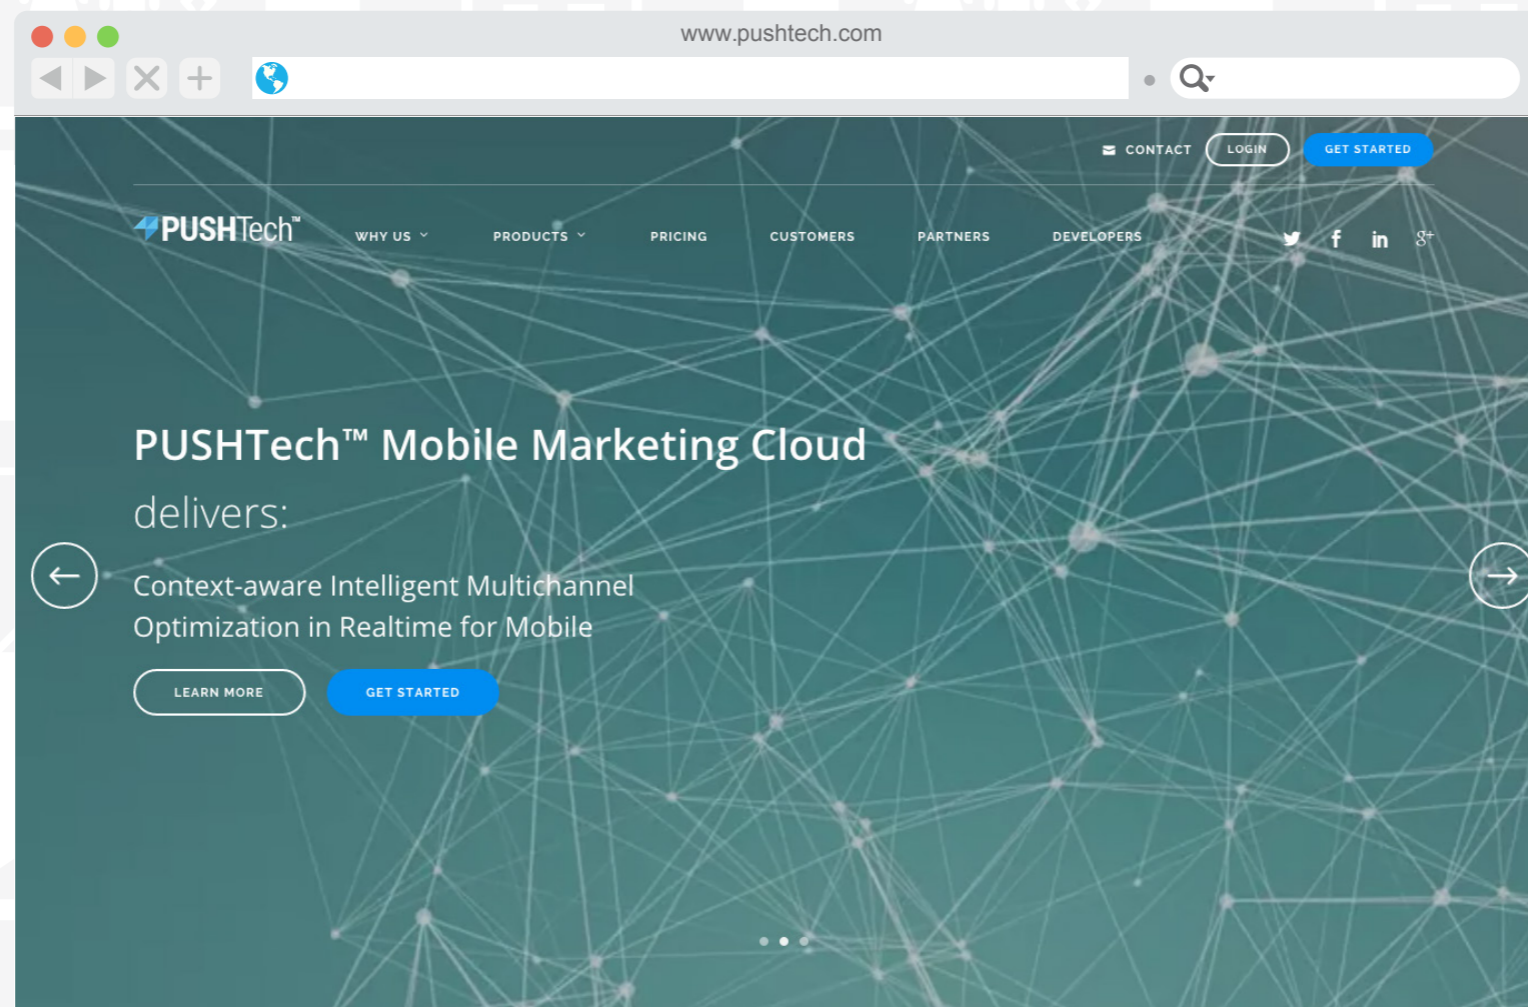 www.pushtech.com
CONTACT LOGIN GET STARTED
PUSHTech™ WHY US PRODUCTS PRICING CUSTOMERS PARTNERS DEVELOPERS
PUSHTech™ Mobile Marketing Cloud
delivers:
Context-aware Intelligent Multichannel
Optimization in Realtime for Mobile
LEARN MORE GET STARTED